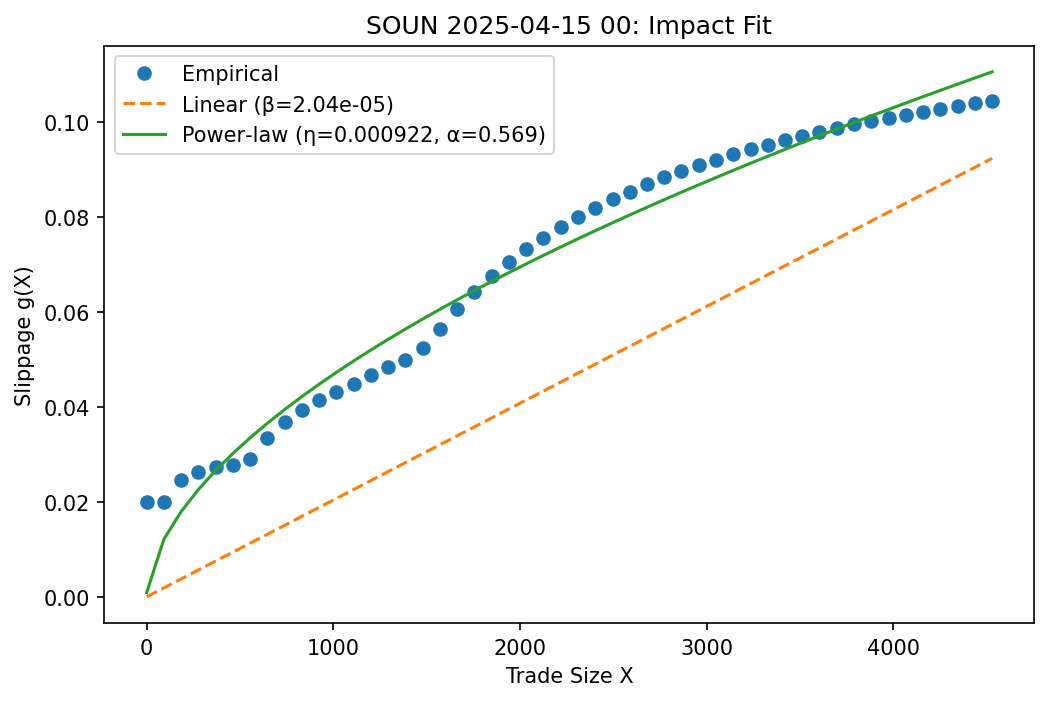 SOUN 2025-04-15 00: Impact Fit
Empirical
Linear (β=2.04e-05)
Power-law (η=0.000922, α=0.569)
Slippage g(X)
0.10
0.08
0.06
0.04
0.02
0.00
0
1000
2000
3000
4000
Trade Size X